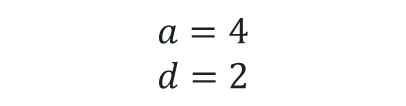 a = 4
d = 2